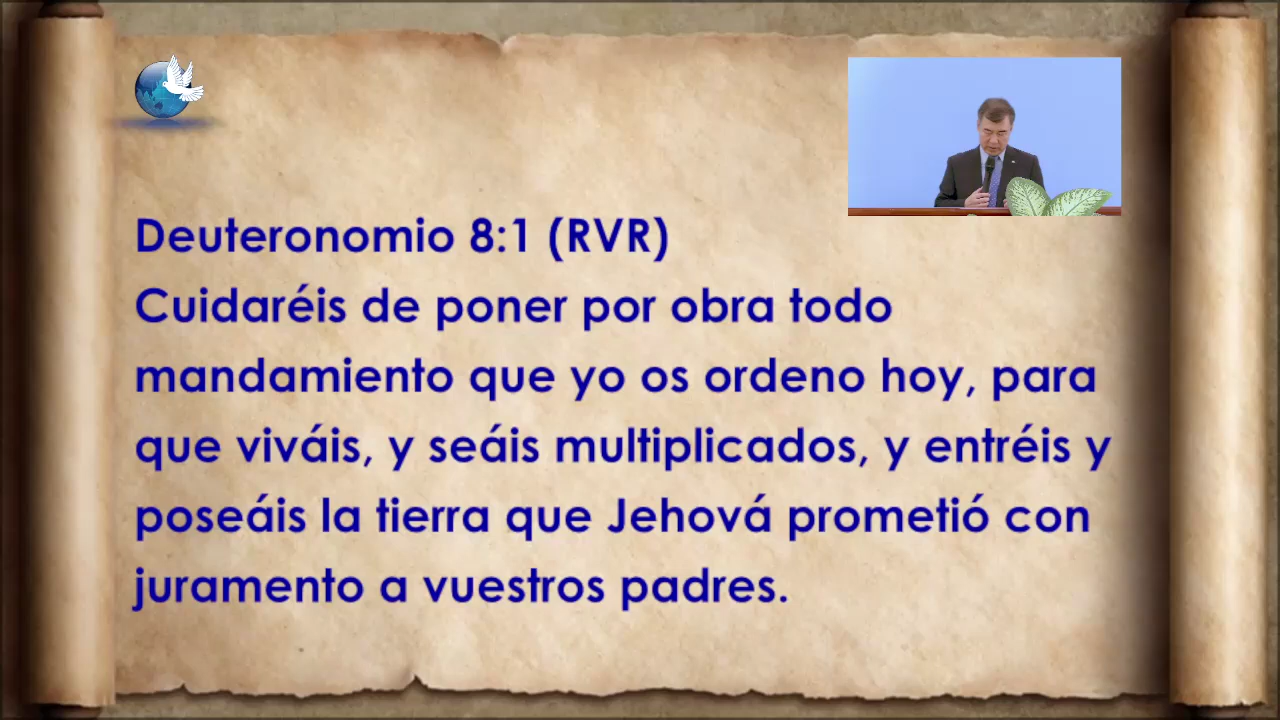 Deuteronomio 8:1 (RVR)
Cuidaréis de poner por obra todo
mandamiento que yo os ordeno hoy, para
que viváis, y seáis multiplicados, y entréis y
poseáis la tierra que Jehová prometió con
juramento a vuestros padres.